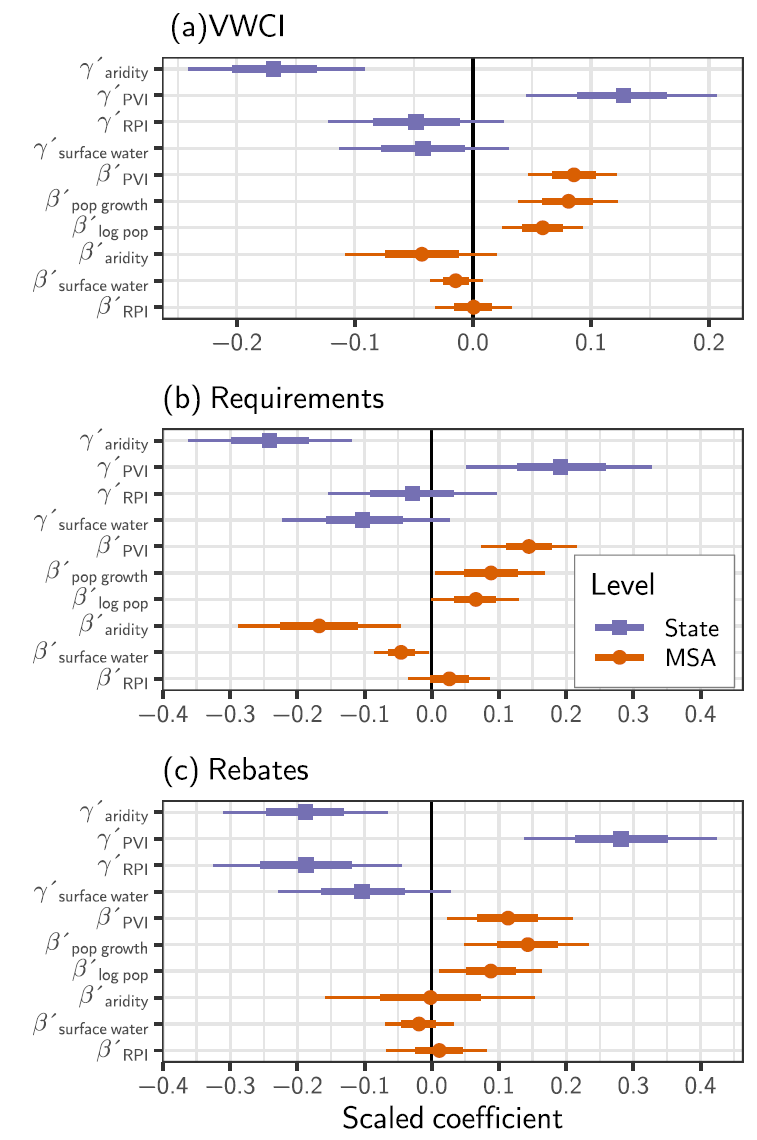 (a)VWCI
γ´aridity
γ´PVI
γ´RPI
γ´surface water
β´PVI
β´pop growth
β´log pop
β´aridity
β´surface water
β´RPI
−0.2 −0.1 0.0 0.1 0.2
(b) Requirements
γ´aridity
γ´PVI
γ´RPI
γ´surface water
β´PVI
β´pop growth
β´log pop
β´aridity
β´surface water
β´RPI
Level
State
MSA
−0.4 −0.3 −0.2 −0.1 0.0 0.1 0.2 0.3 0.4
(c) Rebates
γ´aridity
γ´PVI
γ´RPI
γ´surface water
β´PVI
β´pop growth
β´log pop
β´aridity
β´surface water
β´RPI
−0.4 −0.3 −0.2 −0.1 0.0 0.1 0.2 0.3 0.4
Scaled coefficient